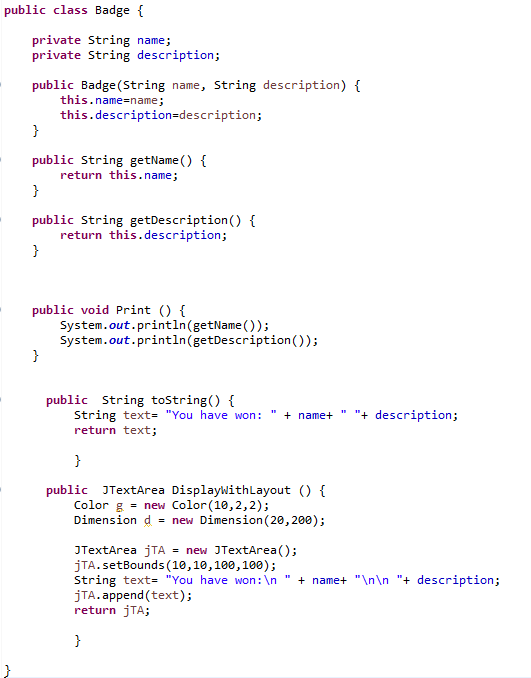 public class Badge {
private String name;
private String description;
public Badge(String name, String description) {
this.name=name;
this.description=description;
}
public String getName() {
return this.name;
}
public String getDescription() {
return this.description;
}
public void Print () {
System.out.println(getName());
System.out.println(getDescription());
}
public  String toString() {
String text= "You have won: " + name+ " "+ description;
return text;
}
public  JTextArea DisplayWithLayout () {
Color g = new Color(10,2,2);
Dimension d = new Dimension(20,200);
JTextArea jTA = new JTextArea();
jTA.setBounds(10,10,100,100);
String text= "You have won:\n " + name+ "\n\n "+ description;
jTA.append(text);
return jTA;
}
}